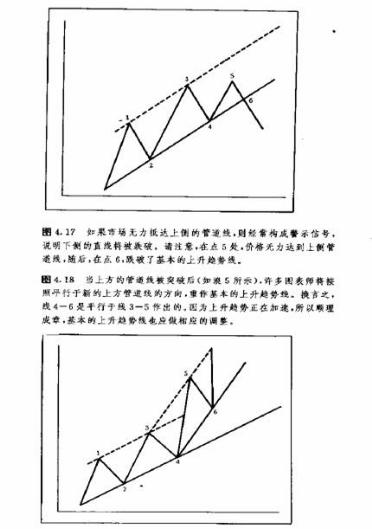 1
3
5
6
4
2
图 4.17 如果市场无力抵达上侧的管道线,则经常构成警示信号,
说明下侧的直线将被跌破。请注意,在点 5 处,价格无力达到上侧管
道线,随后,在点 6,跌破了基本的上升趋势线。
图 4.18 当上方的管道线被突破后(如浪 5 所示),许多图表师将按
照平行于新的上方管道线的方向,重作基本的上升趋势线。换言之,
线 4—6 是平行于线 3—5 作出的。因为上升趋势正在加速,所以顺理
成章,基本的上升趋势线也应做相应的调整。
5
6
3
1
4
2